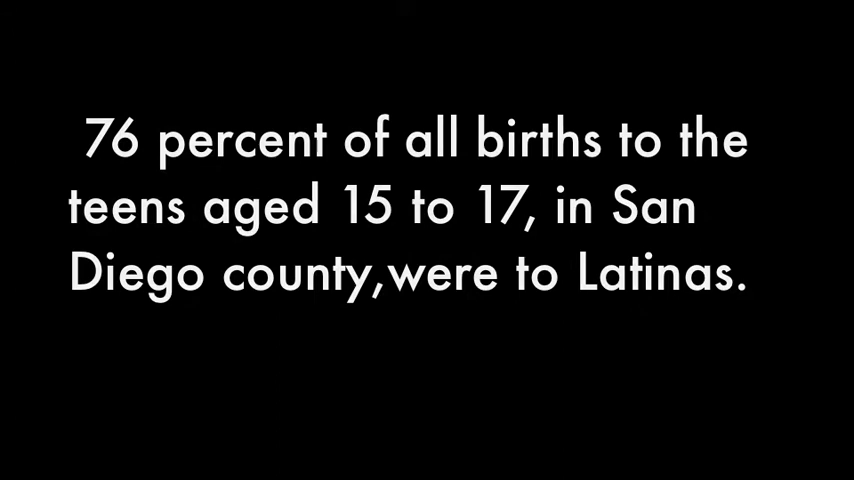 76 percent of all births to the
teens aged 15 to 17, in San
Diego county,were to Latinas.